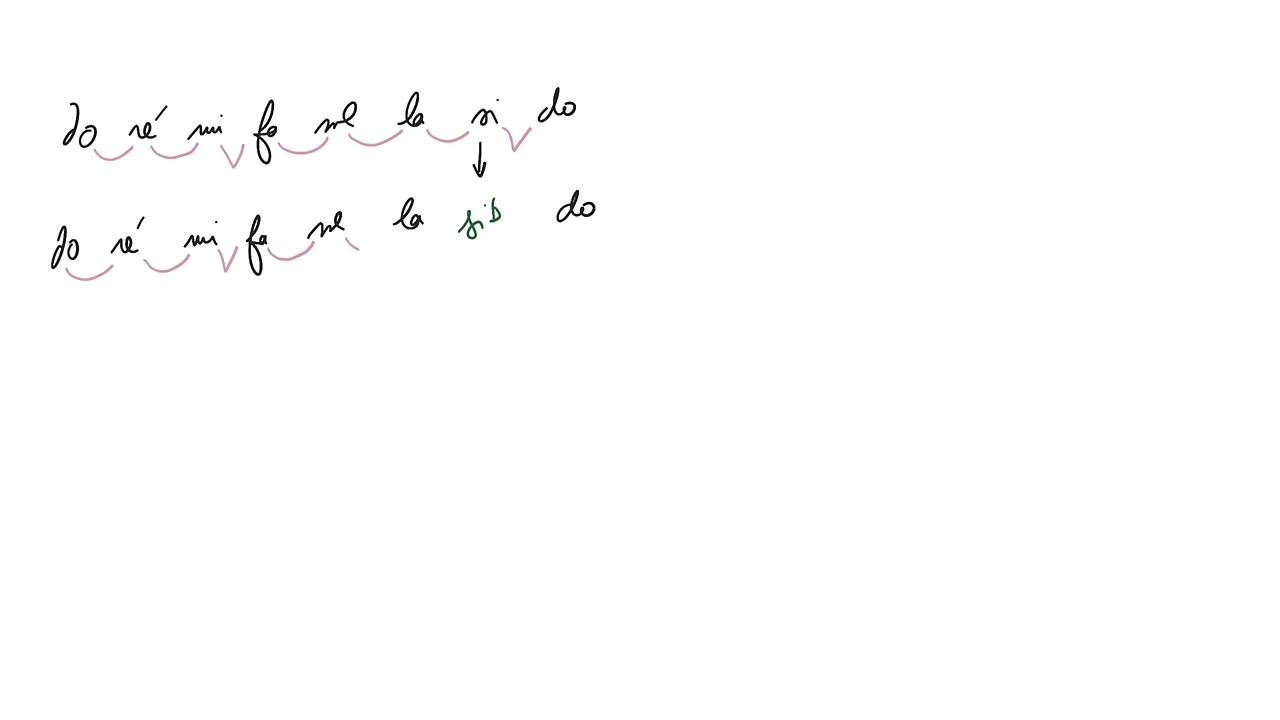 do ré mi fa sol la si do
do ré mi fa sol la si♭ do